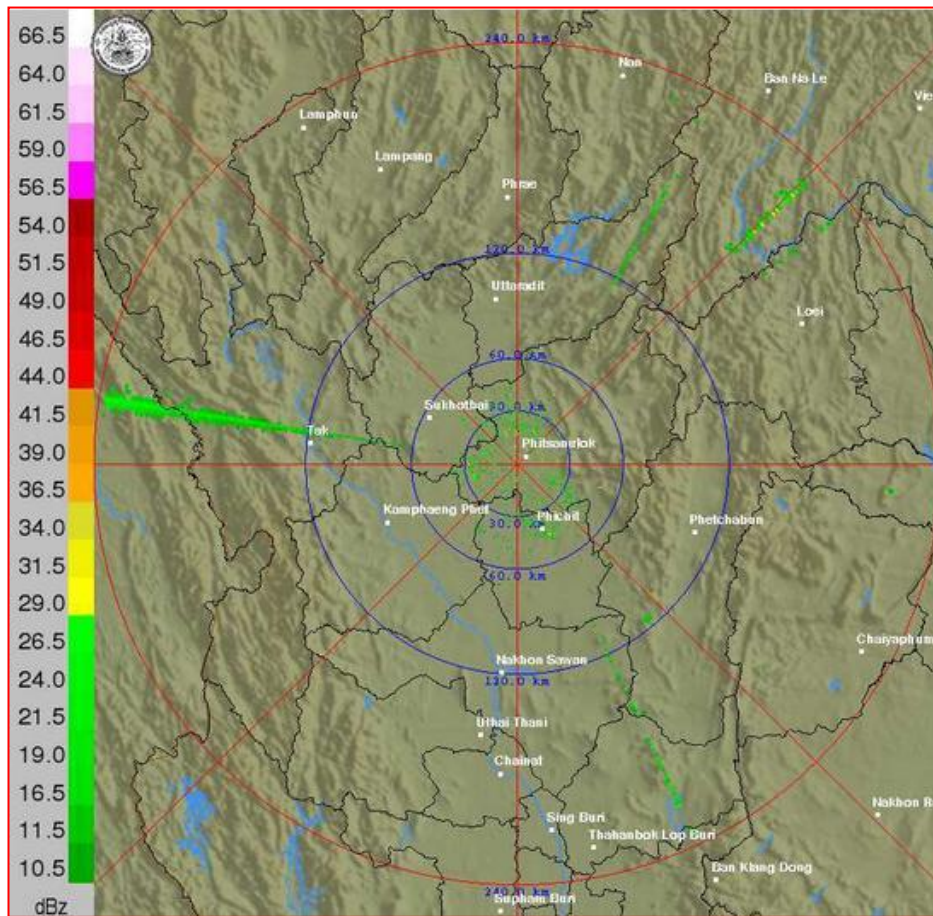 66.5
64.0
61.5
59.0
56.5
54.0
51.5
49.0
46.5
44.0
41.5
39.0
36.5
34.0
31.5
29.0
26.5
24.0
21.5
19.0
16.5
11.5
10.5
dBz
240.0 km
Nan
Ban Na Le
Vie
Lamphun
Lampang
Phrae
120.0 km
Uttaradit
Loei
60.0 km
Sukhothai
30.0 km
Tak
Phitsanulok
Kamphaeng Phet
Phichit
30.0 km
Phetchabun
60.0 km
Chaiyaphum
Nakhon Sawan
120.0 km
Uthai Thani
Chainat
Nakhon R
Sing Buri
Thahanbok Lop Buri
Ban Klang Dong
240.0 km
Suphan Buri